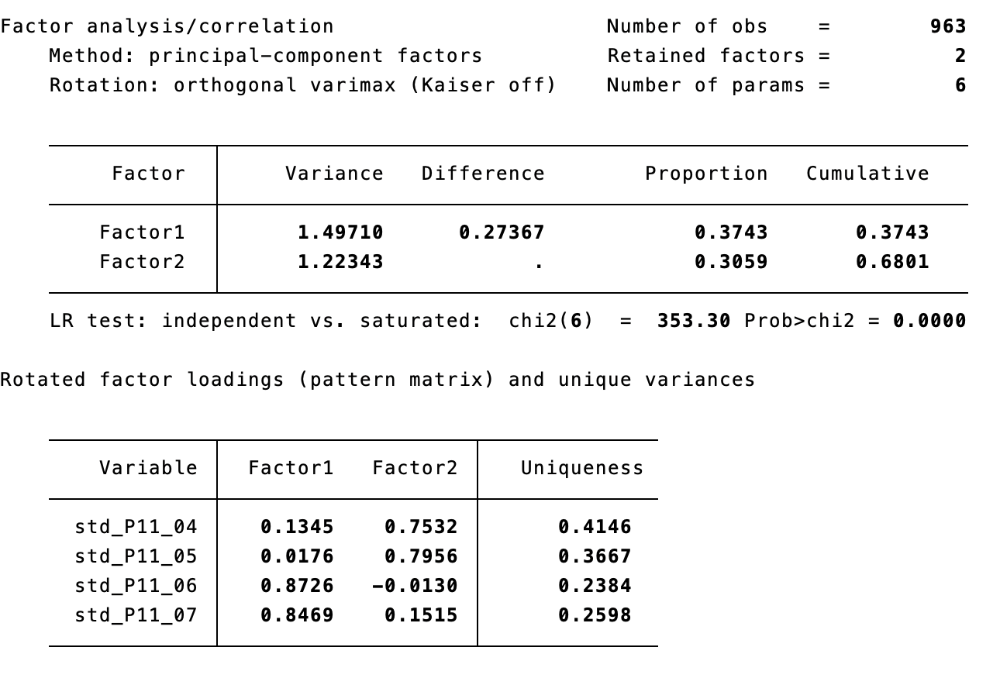 Factor analysis/correlation Number of obs = 963
Method: principal-component factors Retained factors = 2
Rotation: orthogonal varimax (Kaiser off) Number of params = 6
Factor Variance Difference Proportion Cumulative
Factor1 1.49710 0.27367 0.3743 0.3743
Factor2 1.22343 . 0.3059 0.6801
LR test: independent vs. saturated: chi2(6) = 353.30 Prob>chi2 = 0.0000
Rotated factor loadings (pattern matrix) and unique variances
Variable Factor1 Factor2 Uniqueness
std_P11_04 0.1345 0.7532 0.4146
std_P11_05 0.0176 0.7956 0.3667
std_P11_06 0.8726 −0.0130 0.2384
std_P11_07 0.8469 0.1515 0.2598